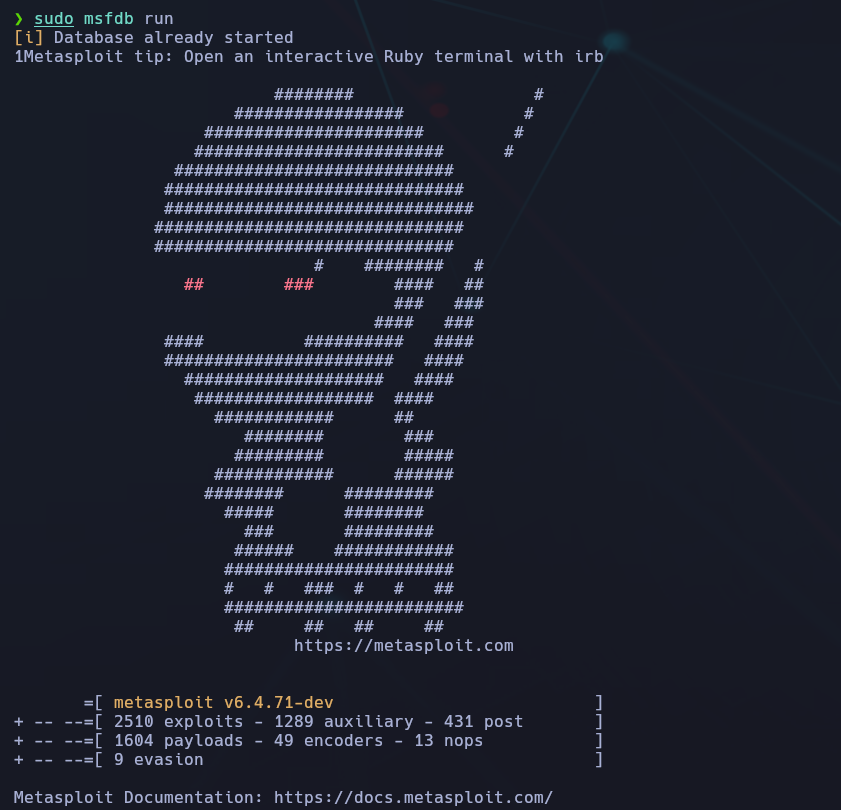 ❯ sudo msfdb run
[i] Database already started
1Metasploit tip: Open an interactive Ruby terminal with irb
https://metasploit.com
=[ metasploit v6.4.71-dev ]
+ -- --=[ 2510 exploits - 1289 auxiliary - 431 post ]
+ -- --=[ 1604 payloads - 49 encoders - 13 nops ]
+ -- --=[ 9 evasion ]
Metasploit Documentation: https://docs.metasploit.com/